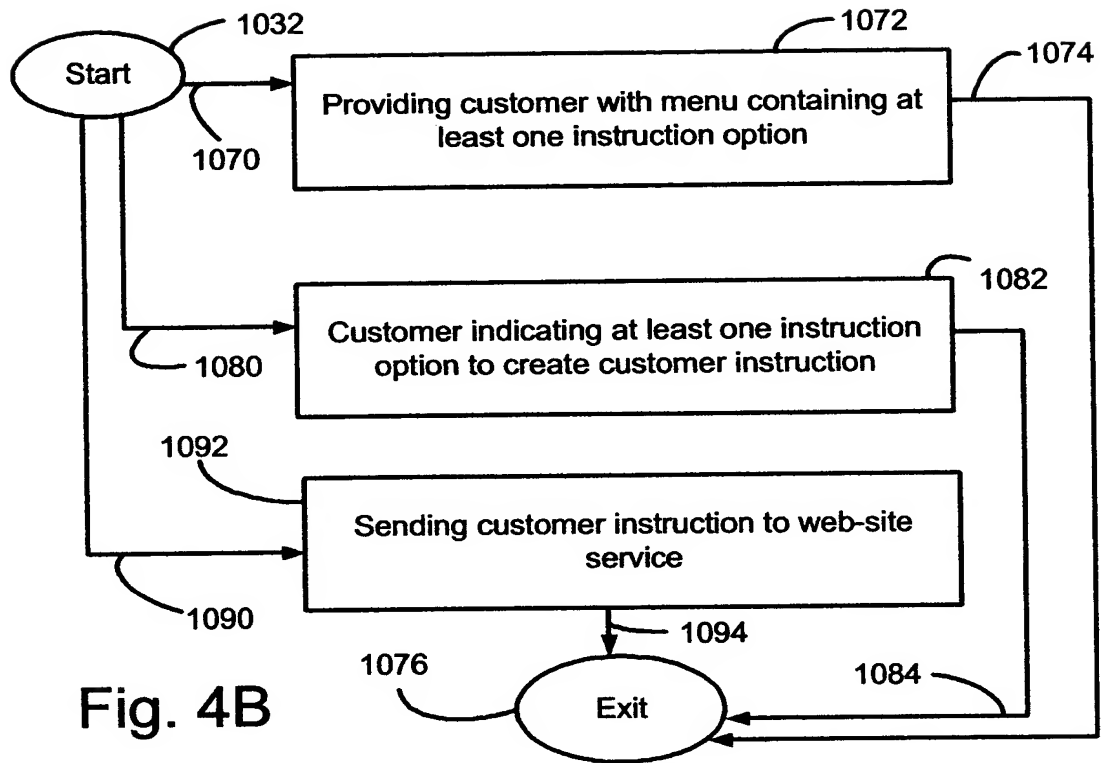 1032
Start
1072
1074
Providing customer with menu containing at
least one instruction option
1070
1082
Customer indicating at least one instruction
option to create customer instruction
1080
1092
Sending customer instruction to web-site
service
1090
1094
1076
1084
Exit
Fig. 4B